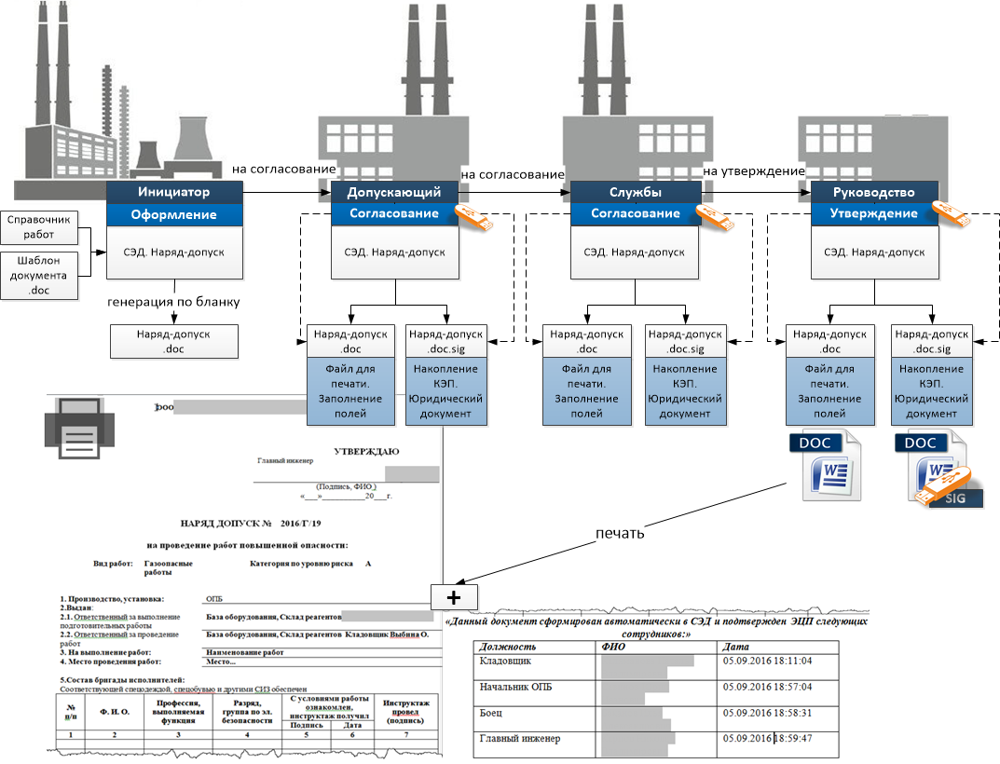 на согласование
на согласование
на утверждение
Инициатор
Оформление
СЭД. Наряд-допуск
Допускающий
Согласование
СЭД. Наряд-допуск
Службы
Согласование
СЭД. Наряд-допуск
Руководство
Утверждение
СЭД. Наряд-допуск
Справочник
работ
Шаблон
документа
.doc
генерация по бланку
Наряд-допуск
.doc
Наряд-допуск
.doc
Файл для
печати.
Заполнение
полей
Наряд-допуск
.doc.sig
Накопление
КЭП.
Юридический
документ
Наряд-допуск
.doc
Файл для
печати.
Заполнение
полей
Наряд-допуск
.doc.sig
Накопление
КЭП.
Юридический
документ
Наряд-допуск
.doc
Файл для
печати.
Заполнение
полей
Наряд-допуск
.doc.sig
Накопление
КЭП.
Юридический
документ
DOC
W
DOC
W
SIG
печать
+
ООО
УТВЕРЖДАЮ
Главный инженер
(Подпись, ФИО )
«___»__________20___г.
НАРЯД ДОПУСК № 2016/Г/19
на проведение работ повышенной опасности:
Вид работ: Газоопасные работы Категория по уровню риска А
1. Производство, установка: ОПБ
2.Выдан:
2.1. Ответственный за выполнение База оборудования, Склад реагентов
подготовительных работы
2.2. Ответственный за проведение База оборудования, Склад реагентов Кладовщик Выбина О.
работ
3. На выполнение работ: Наименование работ
4. Место проведения работ: Место...
5.Состав бригады исполнителей:
Соответствующей спецодеждой, спецобувью и другими СИЗ обеспечен
№ п/п
Ф. И. О.
Профессия, выполняемая функция
Разряд, группа по эл. безопасности
С условиями работы ознакомлен, инструктаж получил
Подпись Дата
Инструктаж провел (подпись)
1 2 3 4 5 6 7
«Данный документ сформирован автоматически в СЭД и подтвержден ЭЦП следующих
сотрудников:»
Должность ФИО Дата
Кладовщик 05.09.2016 18:11:04
Начальник ОПБ 05.09.2016 18:57:04
Боец 05.09.2016 18:58:31
Главный инженер 05.09.2016 18:59:47